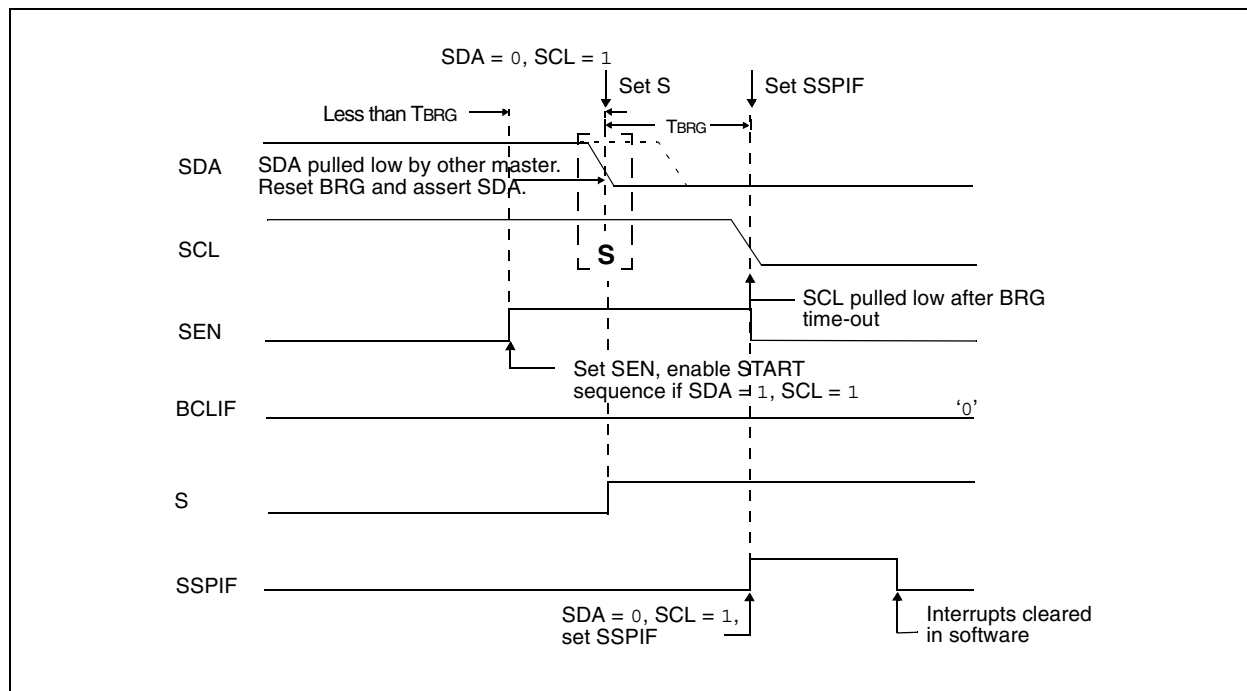 SDA = 0, SCL = 1
Set S
Set SSPIF
Less than TBRG
TBRG
SDA
SDA pulled low by other master.
Reset BRG and assert SDA.
SCL
S
SCL pulled low after BRG
time-out
SEN
Set SEN, enable START
sequence if SDA = 1, SCL = 1
BCLIF
‘0’
S
SSPIF
SDA = 0, SCL = 1,
set SSPIF
Interrupts cleared
in software